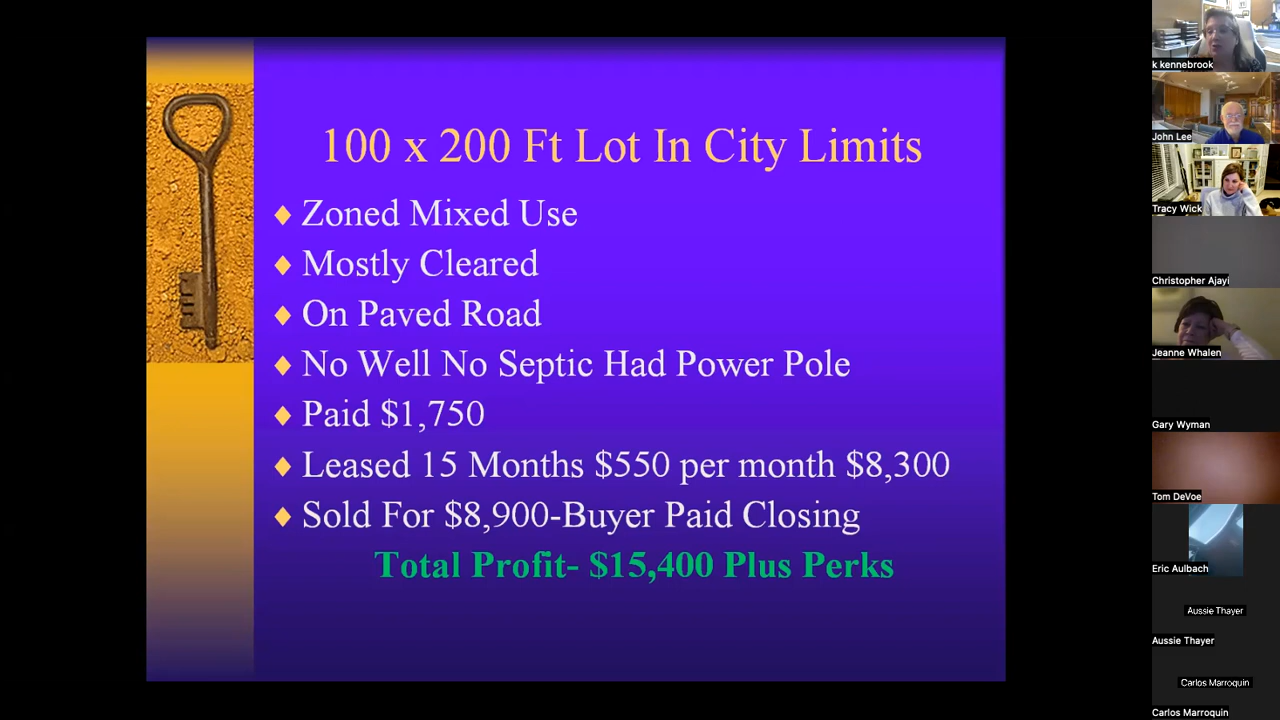 100 x 200 Ft Lot In City Limits
Zoned Mixed Use
Mostly Cleared
On Paved Road
No Well No Septic Had Power Pole
Paid $1,750
Leased 15 Months $550 per month $8,300
Sold For $8,900-Buyer Paid Closing
Total Profit- $15,400 Plus Perks
k kennebrook
John Lee
Tracy Wick
Christopher Ajayi
Jeanne Whalen
Gary Wyman
Tom DeVoe
Eric Aulbach
Aussie Thayer
Aussie Thayer
Carlos Marroquin
Carlos Marroquin